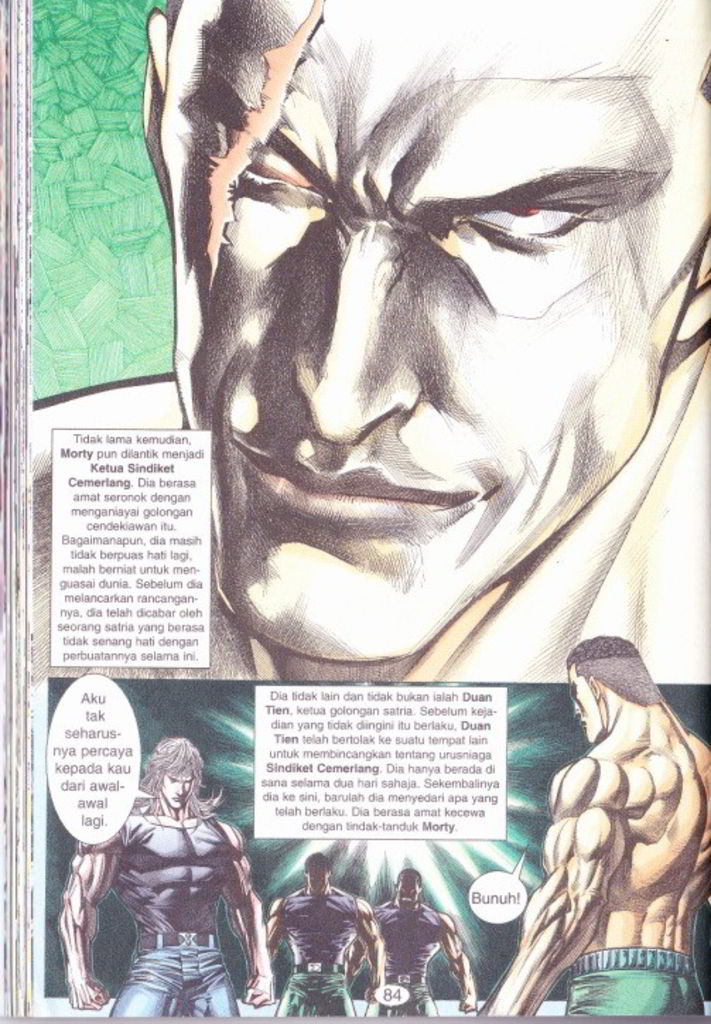 Tidak lama kemudian,
Morty pun dilantik menjadi
Ketua Sindiket
Cemerlang. Dia berasa
amat seronok dengan
menganiayai golongan
cendekiawan itu.
Bagaimanapun, dia masih
tidak berpuas hati lagi,
malah berniat untuk men-
guasai dunia. Sebelum dia
melancarkan rancangan-
nya, dia telah dicabar oleh
seorang satria yang berasa
tidak senang hati dengan
perbuatannya selama ini.
Aku
tak
seharus-
nya percaya
kepada kau
dari awal-
awal
lagi.
Dia tidak lain dan tidak bukan ialah Duan
Tien, ketua golongan satria. Sebelum keja-
dian yang tidak diingini itu berlaku, Duan
Tien telah bertolak ke suatu tempat lain
untuk membincangkan tentang urusniaga
Sindiket Cemerlang. Dia hanya berada di
sana selama dua hari sahaja. Sekembalinya
dia ke sini, barulah dia menyedari apa yang
telah berlaku. Dia berasa amat kecewa
dengan tindak-tanduk Morty.
Bunuh!
84